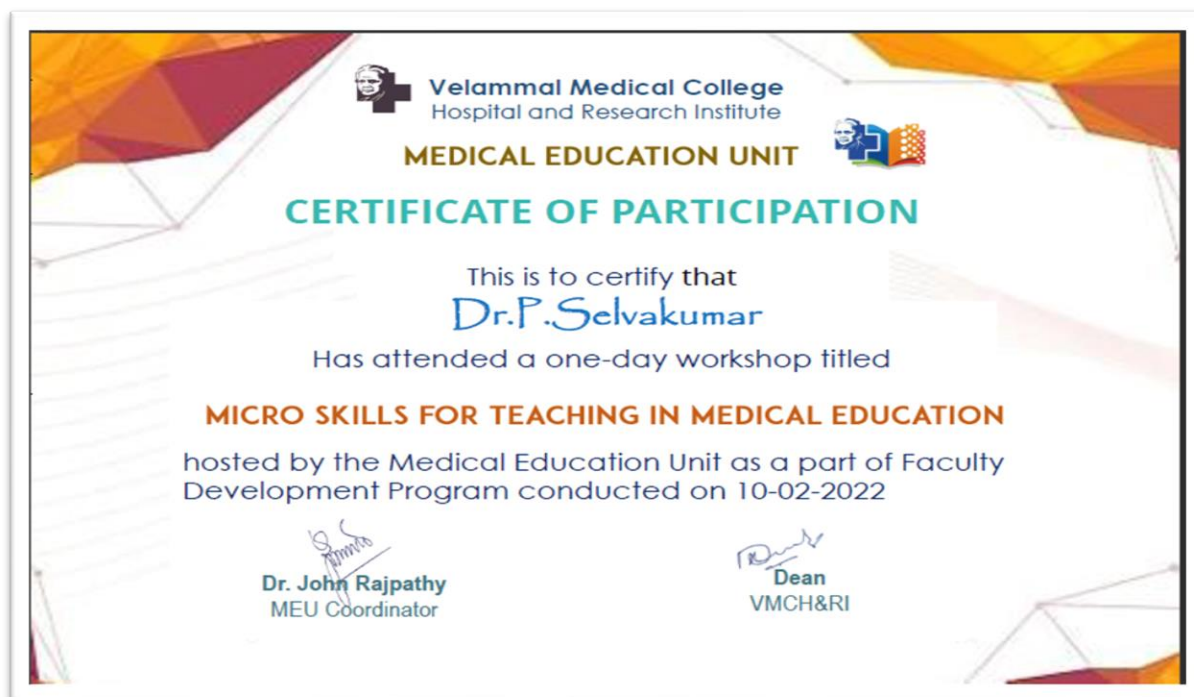 Velammal Medical College
Hospital and Research Institute
MEDICAL EDUCATION UNIT
CERTIFICATE OF PARTICIPATION
This is to certify that
Dr.P.Selvakumar
Has attended a one-day workshop titled
MICRO SKILLS FOR TEACHING IN MEDICAL EDUCATION
hosted by the Medical Education Unit as a part of Faculty
Development Program conducted on 10-02-2022
Dr. John Rajpathy
MEU Coordinator
Dean
VMCH&RI